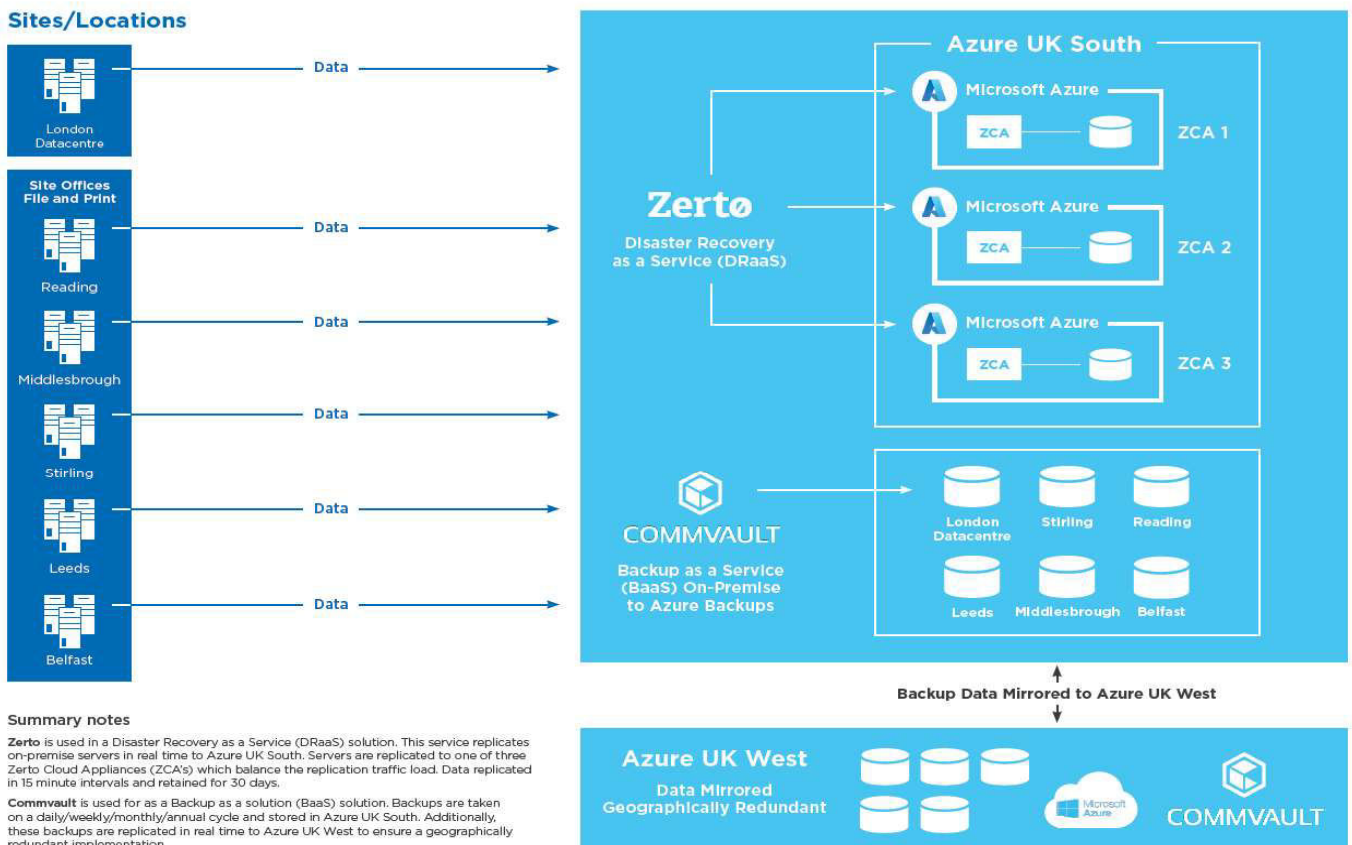 Sites/Locations
London
Datacentre
Data
Site Offices
File and Print
Reading
Data
Middlesbrough
Data
Stirling
Data
Leeds
Data
Belfast
Data
Azure UK South
Microsoft Azure
ZCA
ZCA 1
Zerto
Disaster Recovery
as a Service (DRaaS)
Microsoft Azure
ZCA
ZCA 2
Microsoft Azure
ZCA
ZCA 3
COMMVAULT
Backup as a Service
(BaaS) On-Premise
to Azure Backups
London
Datacentre
Stirling
Reading
Leeds
Middlesbrough
Belfast
Backup Data Mirrored to Azure UK West
Summary notes
Zerto is used in a Disaster Recovery as a Service (DRaaS) solution. This service replicates
on-premise servers in real time to Azure UK South. Servers are replicated to one of three
Zerto Cloud Appliances (ZCA's) which balance the replication traffic load. Data replicated
in 15 minute intervals and retained for 30 days.
Commvault is used for as a Backup as a solution (BaaS) solution. Backups are taken
on a daily/weekly/monthly/annual cycle and stored in Azure UK South. Additionally,
these backups are replicated in real time to Azure UK West to ensure a geographically
redundant implementation.
Azure UK West
Data Mirrored
Geographically Redundant
Microsoft
Azure
COMMVAULT